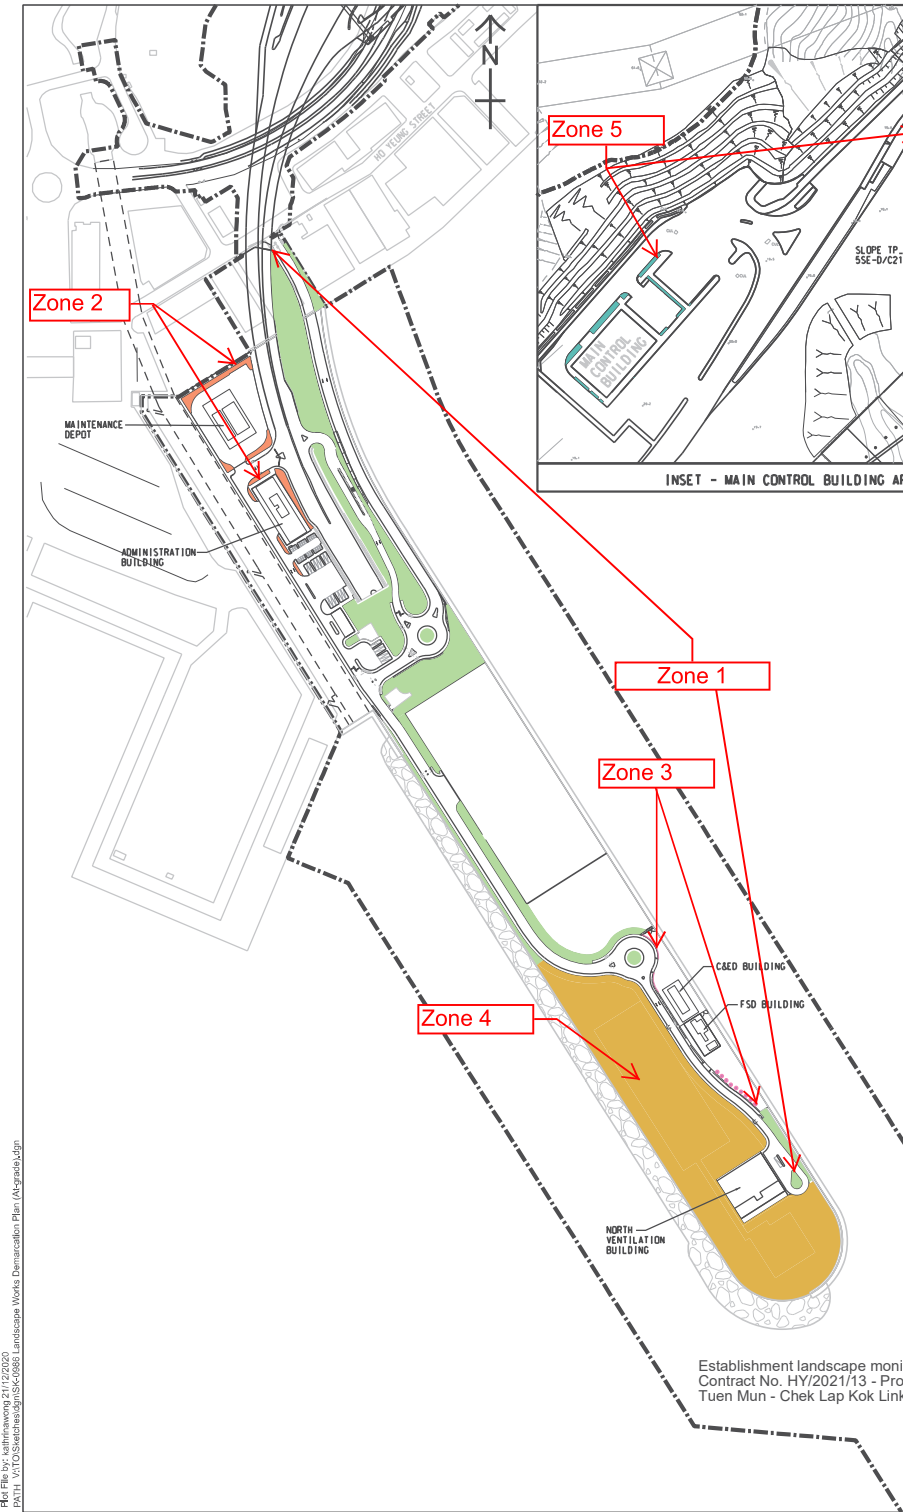 N
HO YEUNG STREET
Zone 5
SLOPE TP_
5SE-D/C21
MAIN
CONTROL
BUILDING
INSET - MAIN CONTROL BUILDING AR
Zone 2
MAINTENANCE
DEPOT
ADMINISTRATION
BUILDING
Zone 1
Zone 3
C&ED BUILDING
FSD BUILDING
Zone 4
NORTH
VENTILATION
BUILDING
Establishment landscape moni
Contract No. HY/2021/13 - Pro
Tuen Mun - Chek Lap Kok Link
Plot File by: kathrinawong 21/12/2020
PATH V:\TO\Sketches\dgn\SK-0986 Landscape Works Demarcation Plan (At-grade).dgn